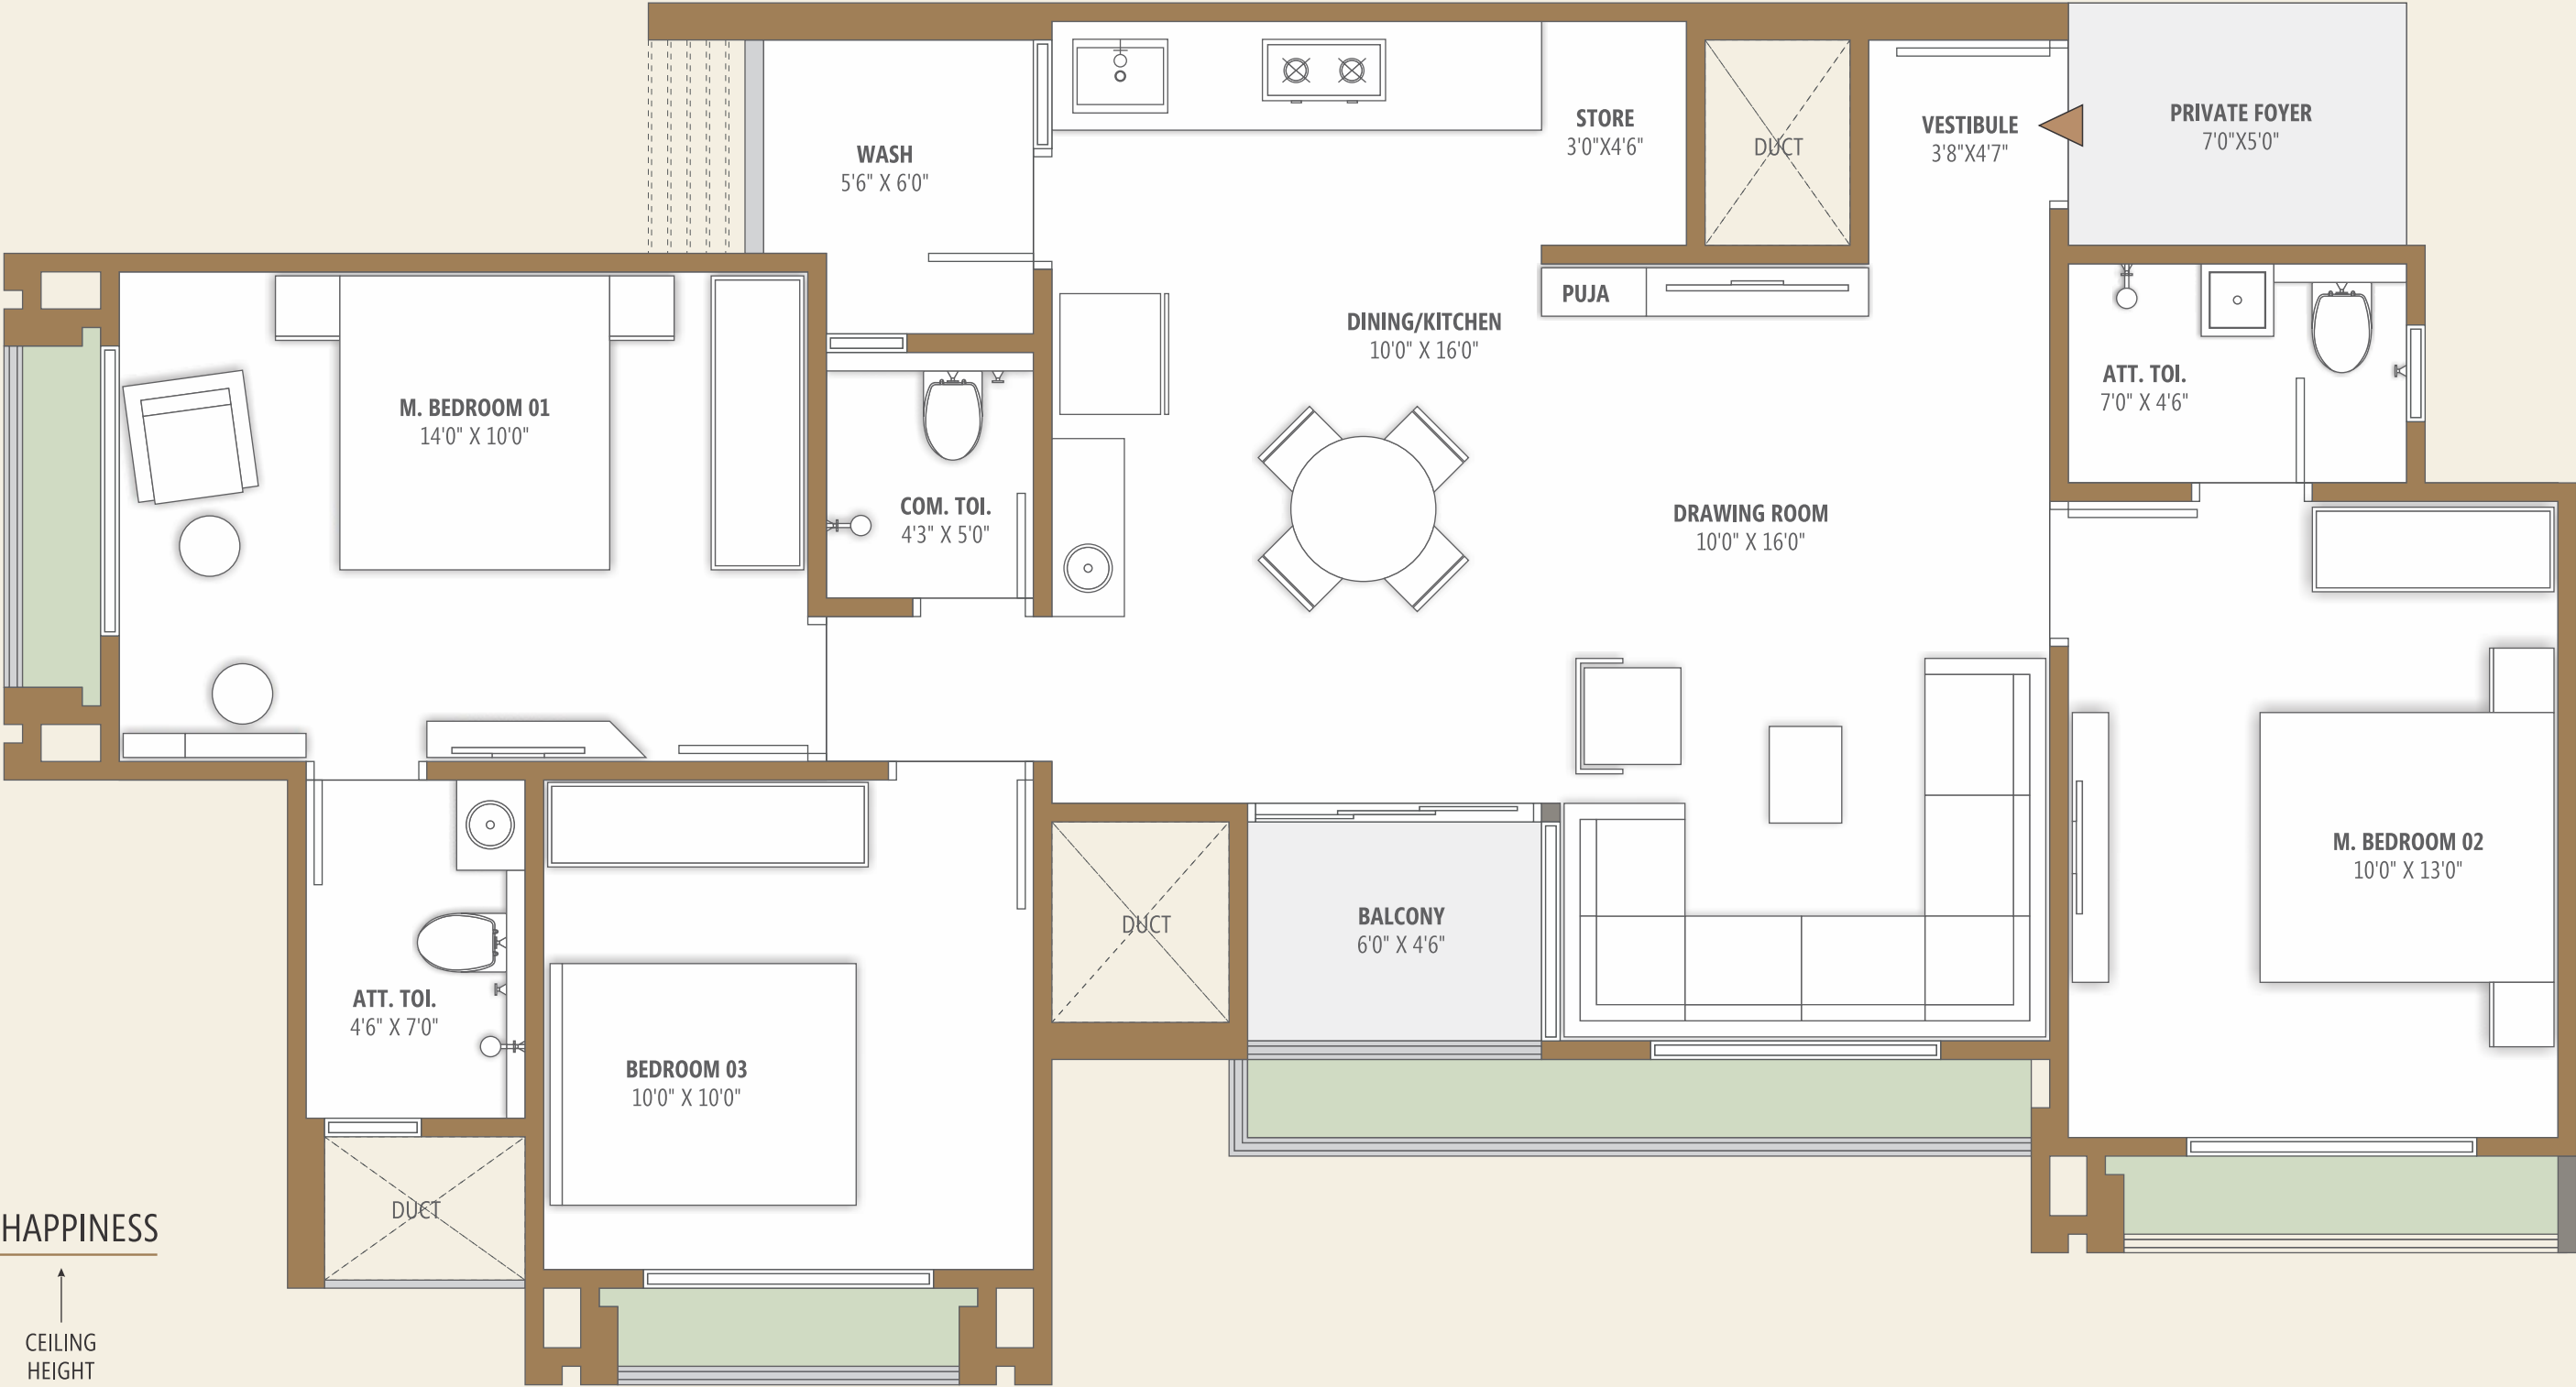 STORE
3'0"X4'6"
DUCT
VESTIBULE
3'8"X4'7"
PRIVATE FOYER
7'0"X5'0"
WASH
5'6" X 6'0"
PUJA
DINING/KITCHEN
10'0" X 16'0"
ATT. TOI.
7'0" X 4'6"
M. BEDROOM 01
14'0" X 10'0"
COM. TOI.
4'3" X 5'0"
DRAWING ROOM
10'0" X 16'0"
M. BEDROOM 02
10'0" X 13'0"
DUCT
BALCONY
6'0" X 4'6"
ATT. TOI.
4'6" X 7'0"
BEDROOM 03
10'0" X 10'0"
DUCT
HAPPINESS
CEILING
HEIGHT